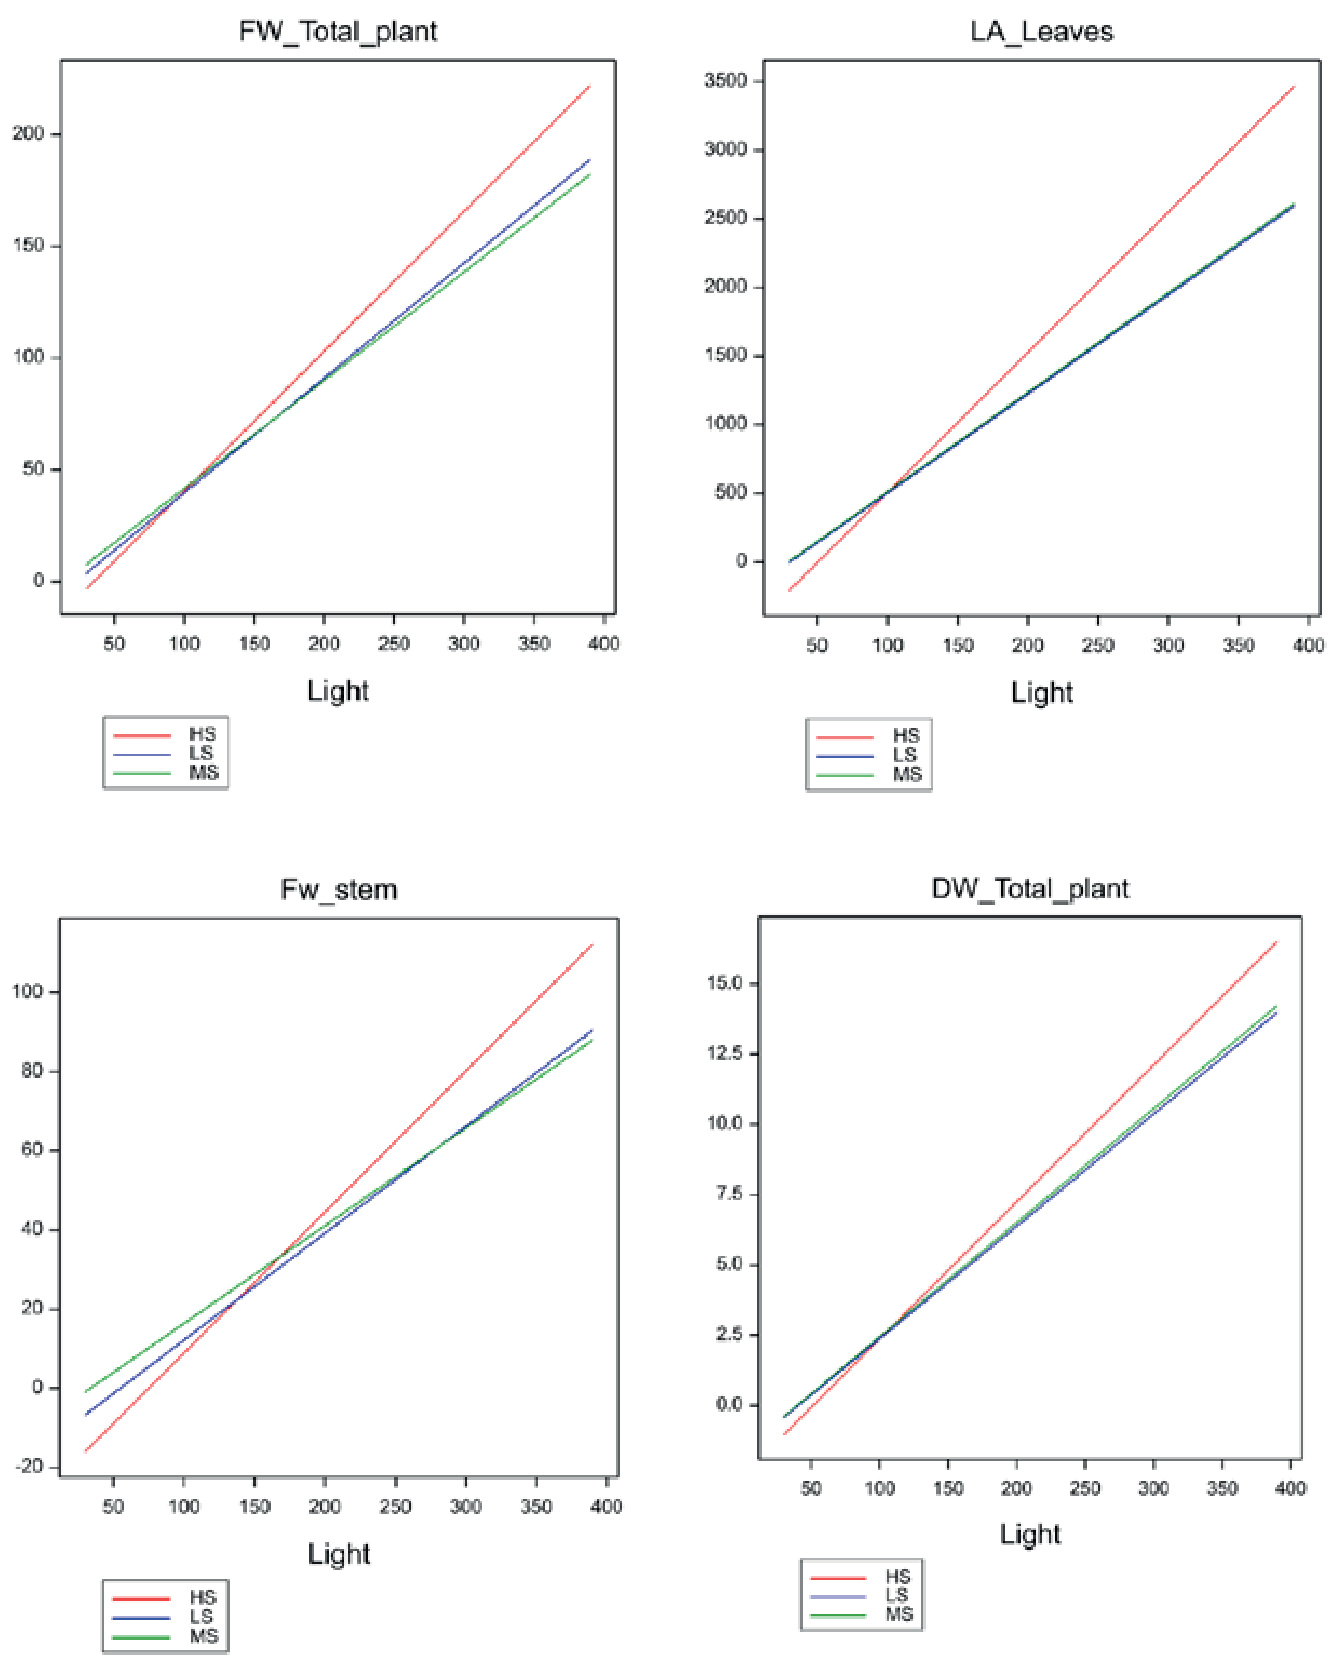 FW_Total_plant
200
150
100
50
0
50 100 150 200 250 300 350 400
Light
HS
LS
MS
LA_Leaves
3500
3000
2500
2000
1500
1000
500
0
50 100 150 200 250 300 350 400
Light
HS
LS
MS
Fw_stem
100
80
60
40
20
0
-20
50 100 150 200 250 300 350 400
Light
HS
LS
MS
DW_Total_plant
15.0
12.5
10.0
7.5
5.0
2.5
0.0
50 100 150 200 250 300 350 400
Light
HS
LS
MS